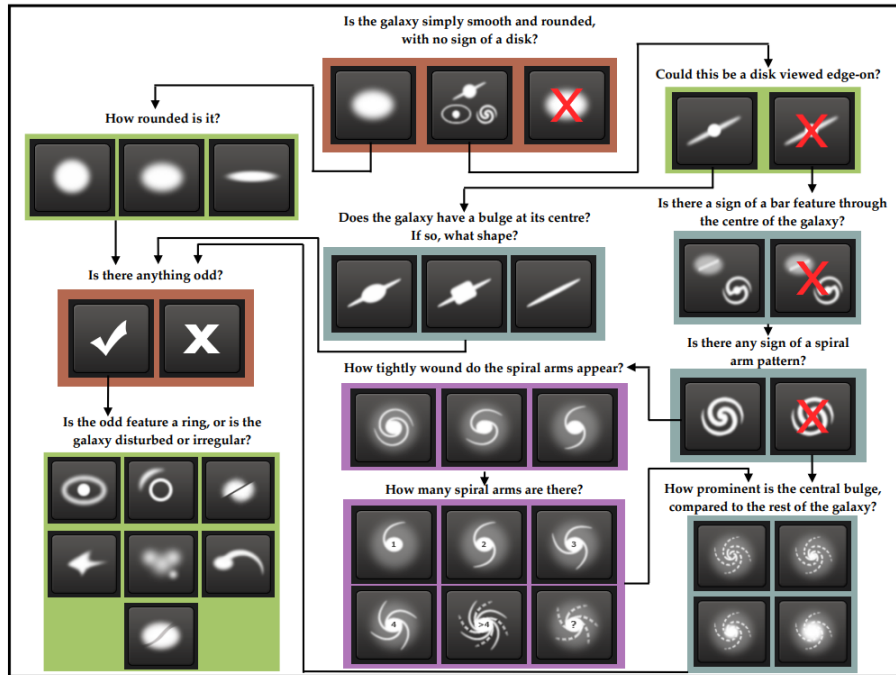 Is the galaxy simply smooth and rounded,
with no sign of a disk?
Could this be a disk viewed edge-on?
How rounded is it?
Does the galaxy have a bulge at its centre?
If so, what shape?
Is there a sign of a bar feature through
the centre of the galaxy?
Is there anything odd?
Is there any sign of a spiral
arm pattern?
How tightly wound do the spiral arms appear?
Is the odd feature a ring, or is the
galaxy disturbed or irregular?
How many spiral arms are there?
How prominent is the central bulge,
compared to the rest of the galaxy?
1
2
3
4
>4
?